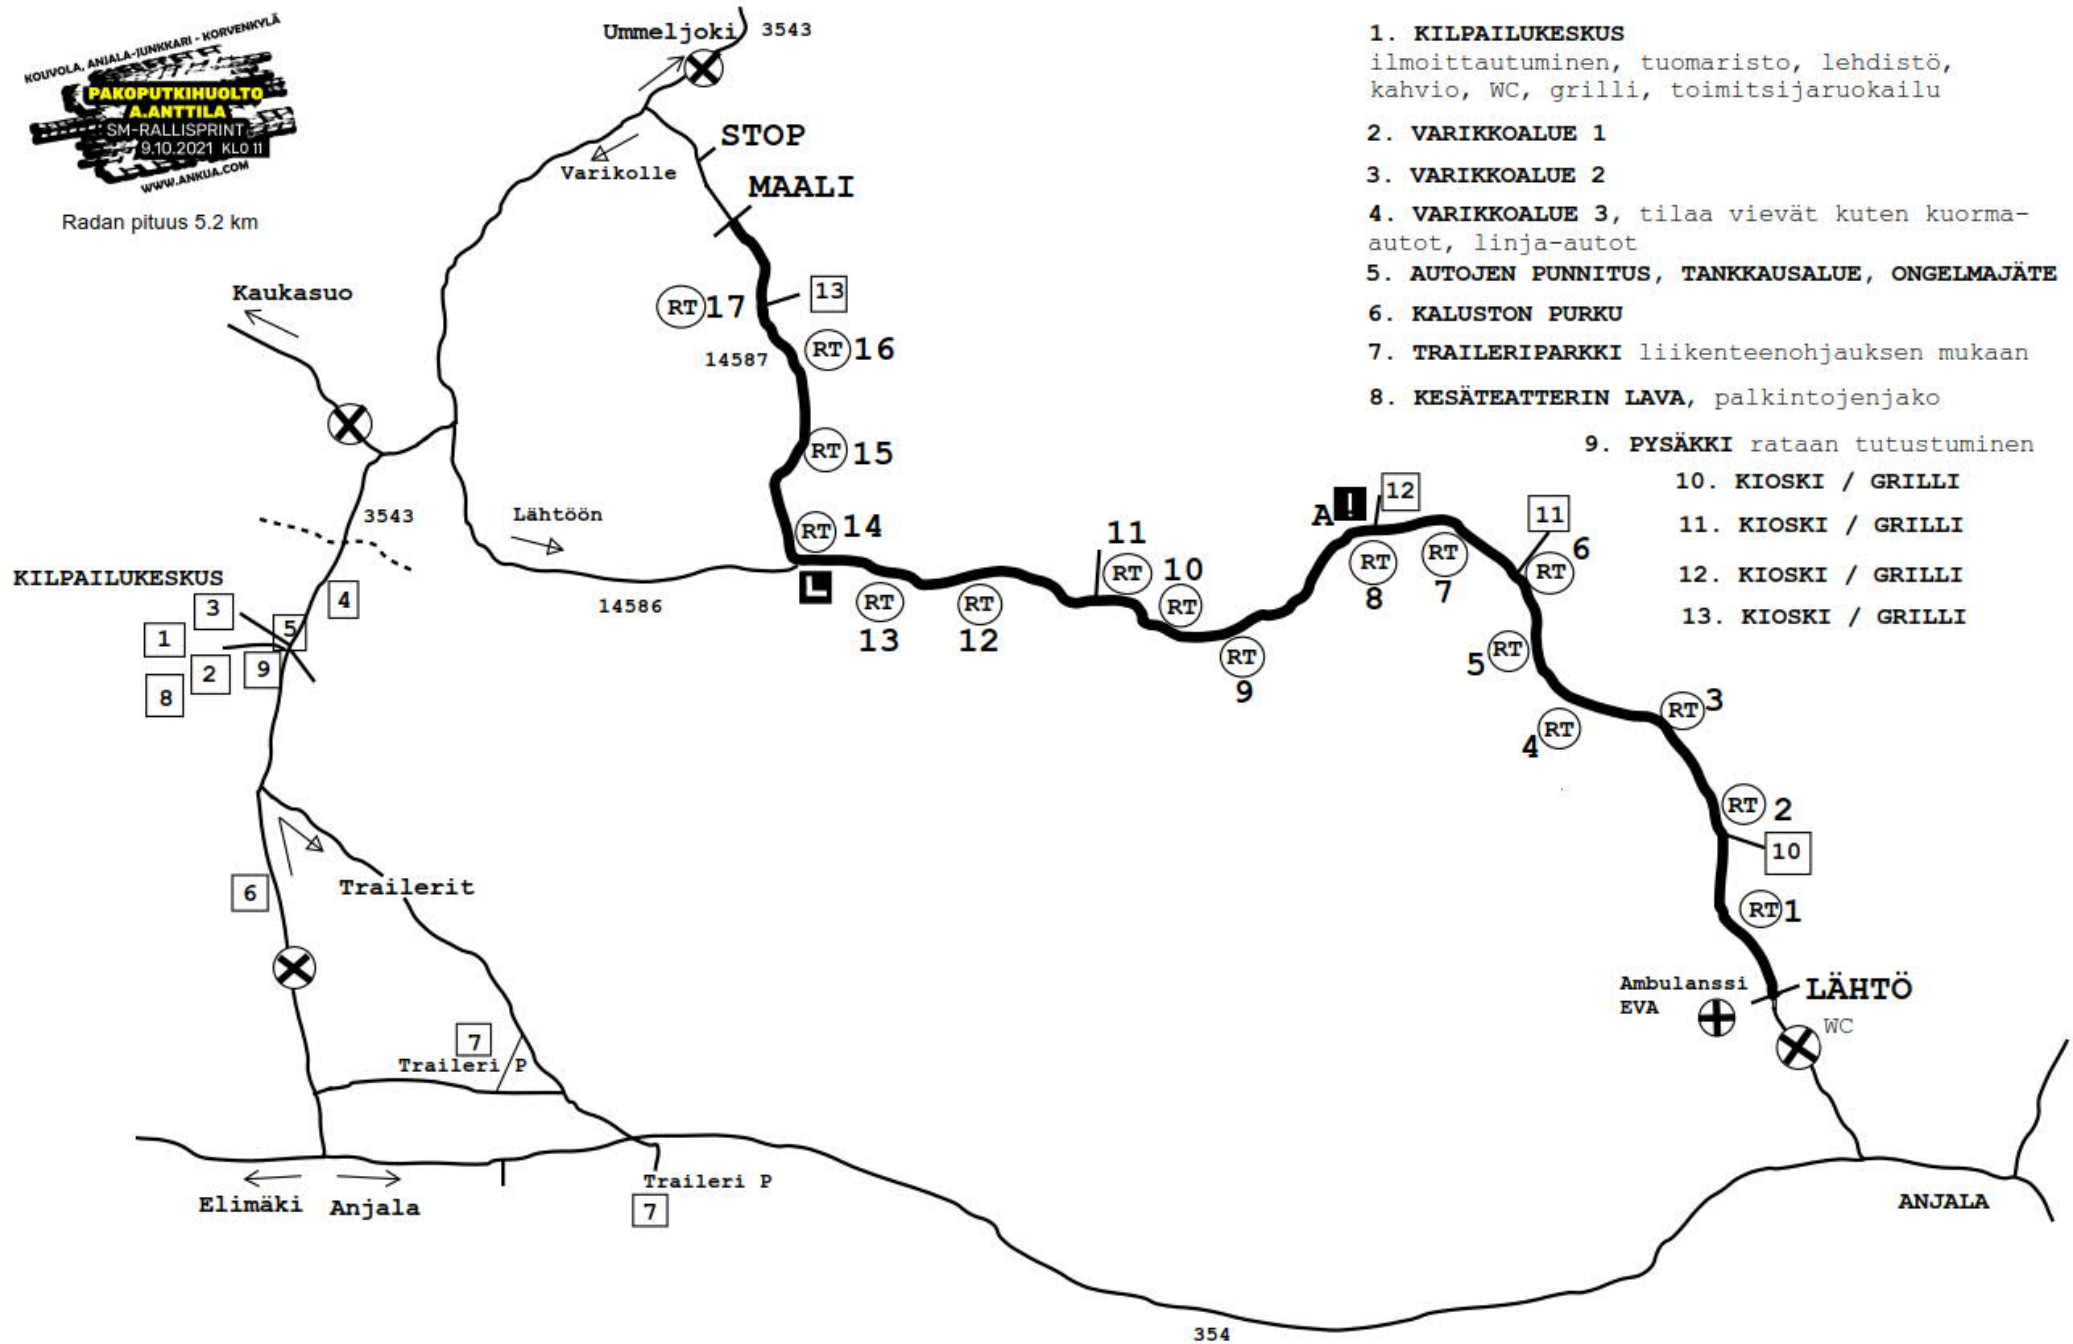 KOUVOLA, ANJALA-JUNKKARI - KORVENKYLÄ
PAKOPUTKIHUOLTO
A.ANTTILA
SM-RALLISPRINT
9.10.2021 KLO 11
WWW.ANKUA.COM
Radan pituus 5.2 km
Ummeljoki
3543
STOP
Varikolle
MAALI
Kaukasuo
13
RT 17
14587
RT 16
RT 15
RT 14
3543
Lähtöön
KILPAILUKESKUS
3
4
1
5
2
9
8
14586
L
RT
13
RT
12
11
RT
10
RT
RT
9
A !
12
RT
8
RT
7
11
RT 6
5 RT
4 RT
RT 3
RT 2
10
RT 1
Ambulanssi
EVA
LÄHTÖ
WC
6
Trailerit
7
Traileri P
Traileri P
7
Elimäki
Anjala
ANJALA
354
1. KILPAILUKESKUS
ilmoittautuminen, tuomaristo, lehdistö,
kahvio, WC, grilli, toimitsijaruokailu
2. VARIKKOALUE 1
3. VARIKKOALUE 2
4. VARIKKOALUE 3, tilaa vievät kuten kuorma-
autot, linja-autot
5. AUTOJEN PUNNITUS, TANKKAUSALUE, ONGELMAJÄTE
6. KALUSTON PURKU
7. TRAILERIPARKKI liikenteenohjauksen mukaan
8. KESÄTEATTERIN LAVA, palkintojenjako
9. PYSÄKKI rataan tutustuminen
10. KIOSKI / GRILLI
11. KIOSKI / GRILLI
12. KIOSKI / GRILLI
13. KIOSKI / GRILLI